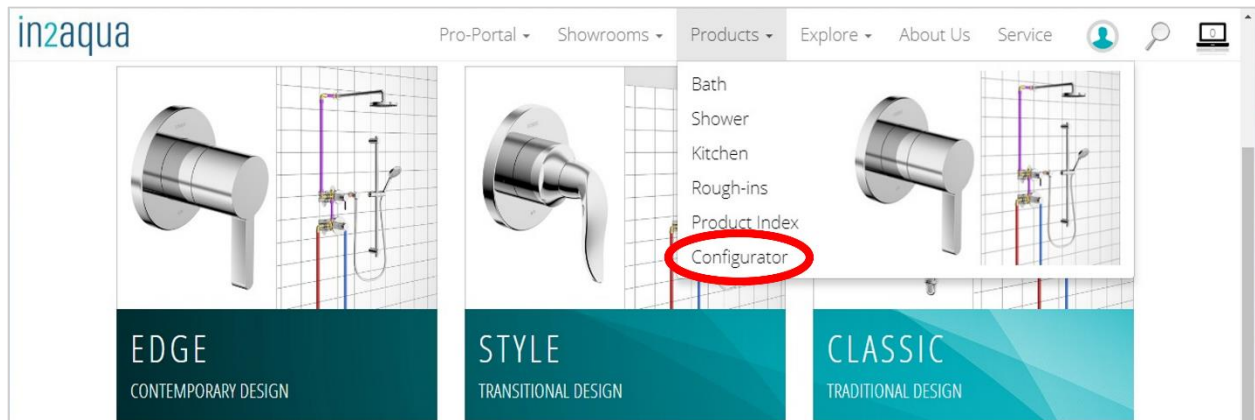 in2aqua
Pro-Portal
Showrooms
Products
Explore
About Us
Service
0
Bath
Shower
Kitchen
Rough-ins
Product Index
Configurator
EDGE
CONTEMPORARY DESIGN
STYLE
TRANSITIONAL DESIGN
CLASSIC
TRADITIONAL DESIGN